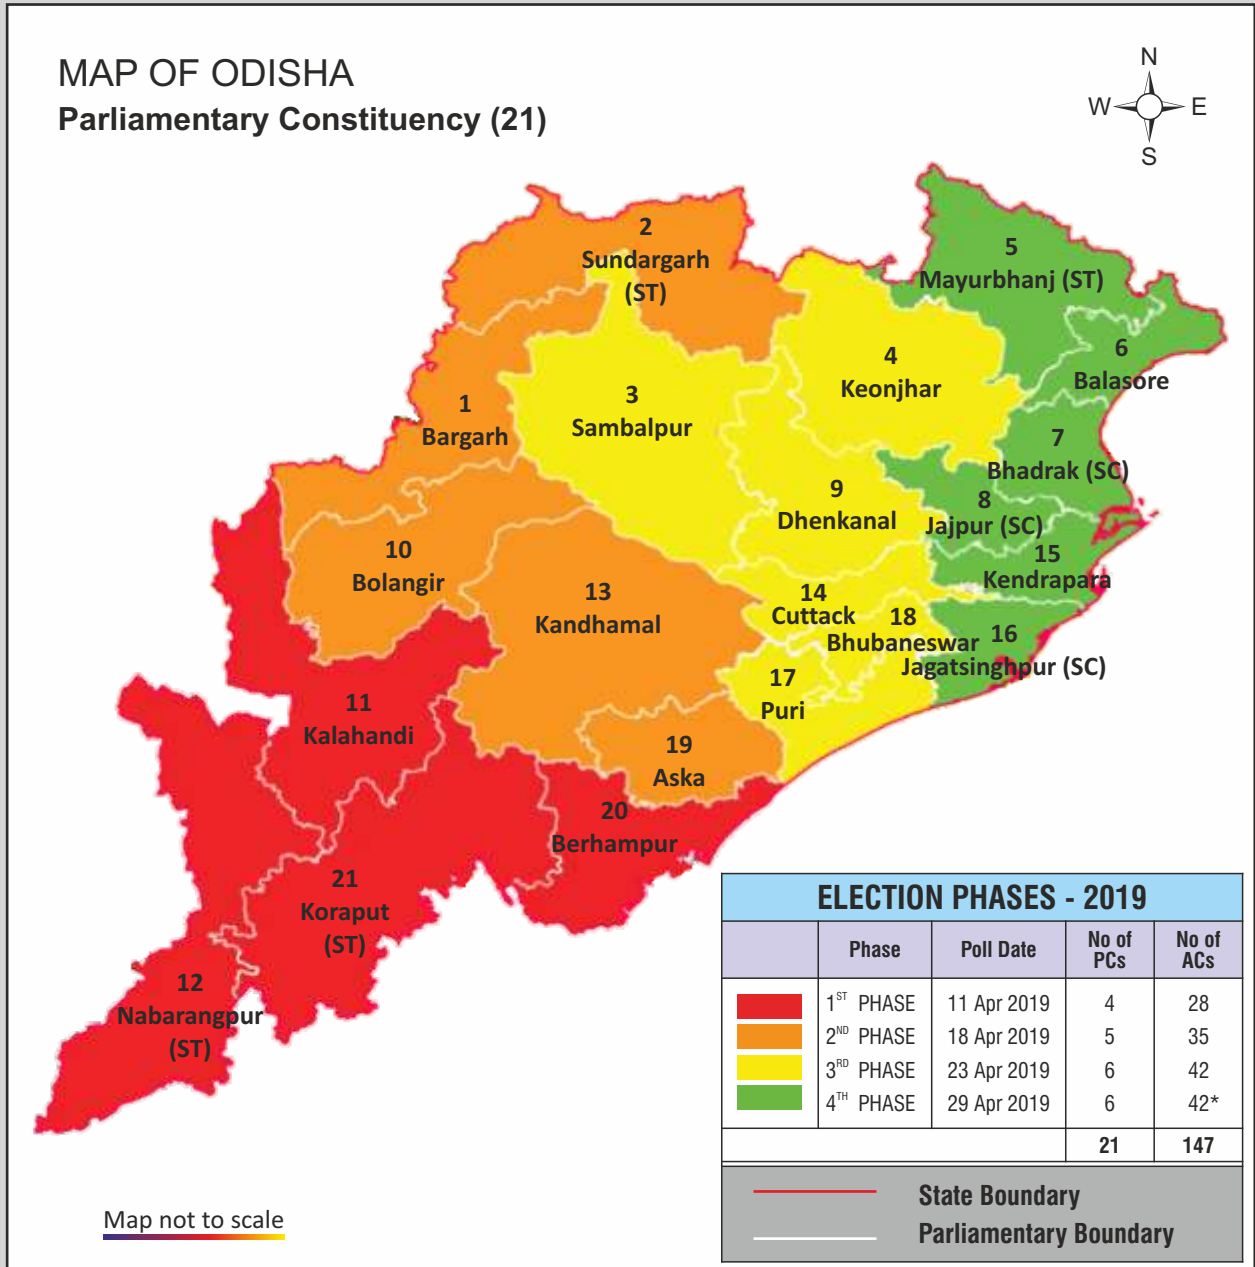 MAP OF ODISHA
Parliamentary Constituency (21)
N
W E
S
2
Sundargarh
(ST)
5
Mayurbhanj (ST)
6
Balasore
4
Keonjhar
3
Sambalpur
1
Bargarh
7
Bhadrak (SC)
9
Dhenkanal
8
Jajpur (SC)
10
Bolangir
15
Kendrapara
13
Kandhamal
14
Cuttack
18
Bhubaneswar
16
Jagatsinghpur (SC)
17
Puri
11
Kalahandi
19
Aska
20
Berhampur
21
Koraput
(ST)
12
Nabarangpur
(ST)
ELECTION PHASES - 2019
Phase Poll Date No of PCs No of ACs
1ST PHASE 11 Apr 2019 4 28
2ND PHASE 18 Apr 2019 5 35
3RD PHASE 23 Apr 2019 6 42
4TH PHASE 29 Apr 2019 6 42*
21 147
State Boundary
Parliamentary Boundary
Map not to scale